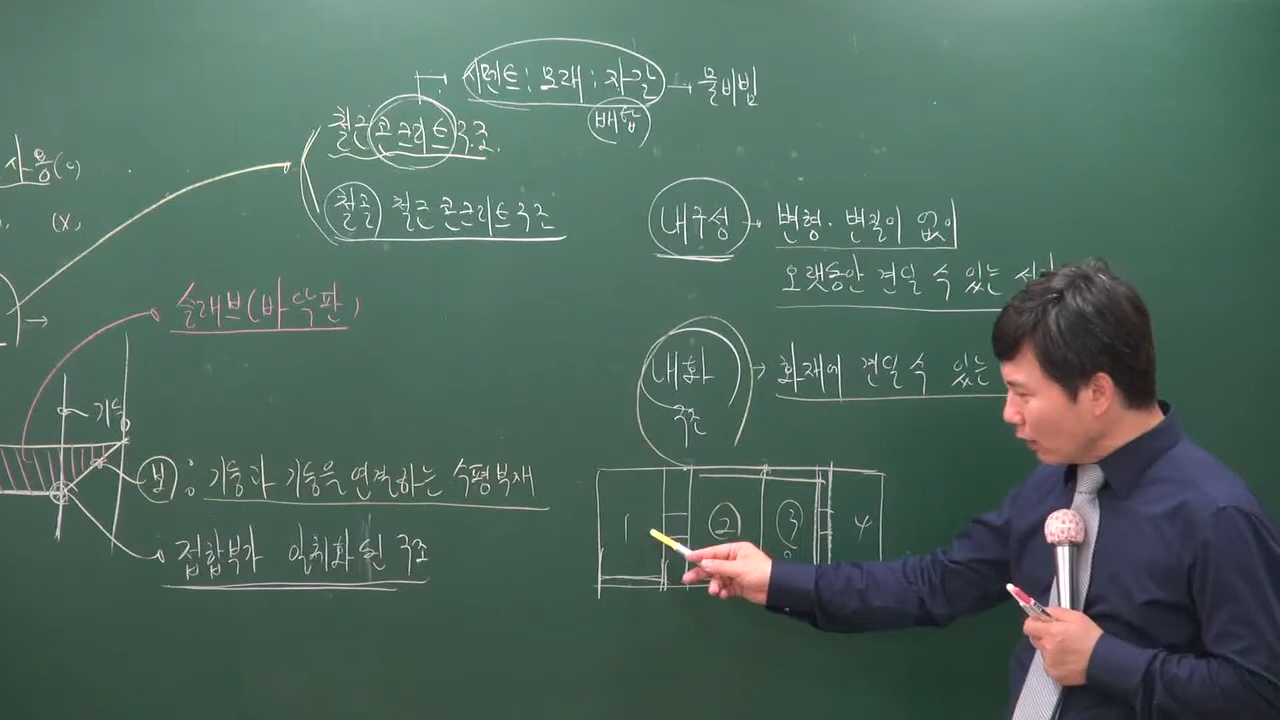 시멘트 : 모래 : 자갈 → 물비빔
배합
철근 콘크리트 구조.
철골 철근 콘크리트 구조
사용(
(X)
내구성 → 변형·변질이 없이
오랫동안 견딜 수 있는
슬래브(바닥판)
내화 → 화재에 견딜 수 있는
구조
기둥
보 : 기둥과 기둥을 연결하는 수평부재
접합부가 일체화 된 구조
1 ② ③ 4